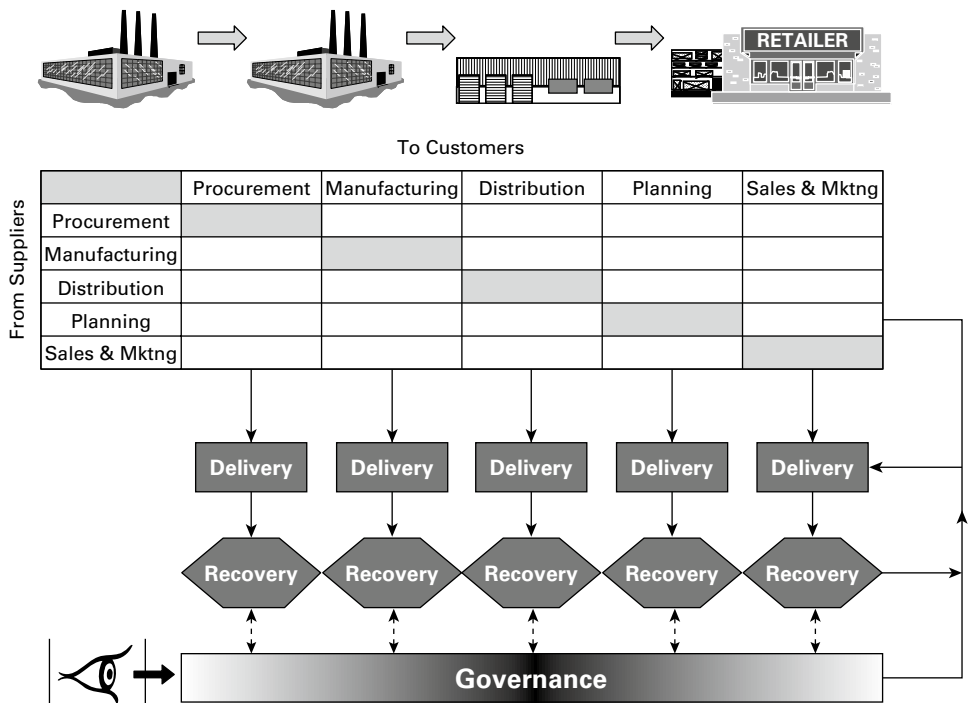 RETAILER
To Customers
From Suppliers
Procurement Manufacturing Distribution Planning Sales & Mktng
Procurement
Manufacturing
Distribution
Planning
Sales & Mktng
Delivery Delivery Delivery Delivery Delivery
Recovery Recovery Recovery Recovery Recovery
Governance